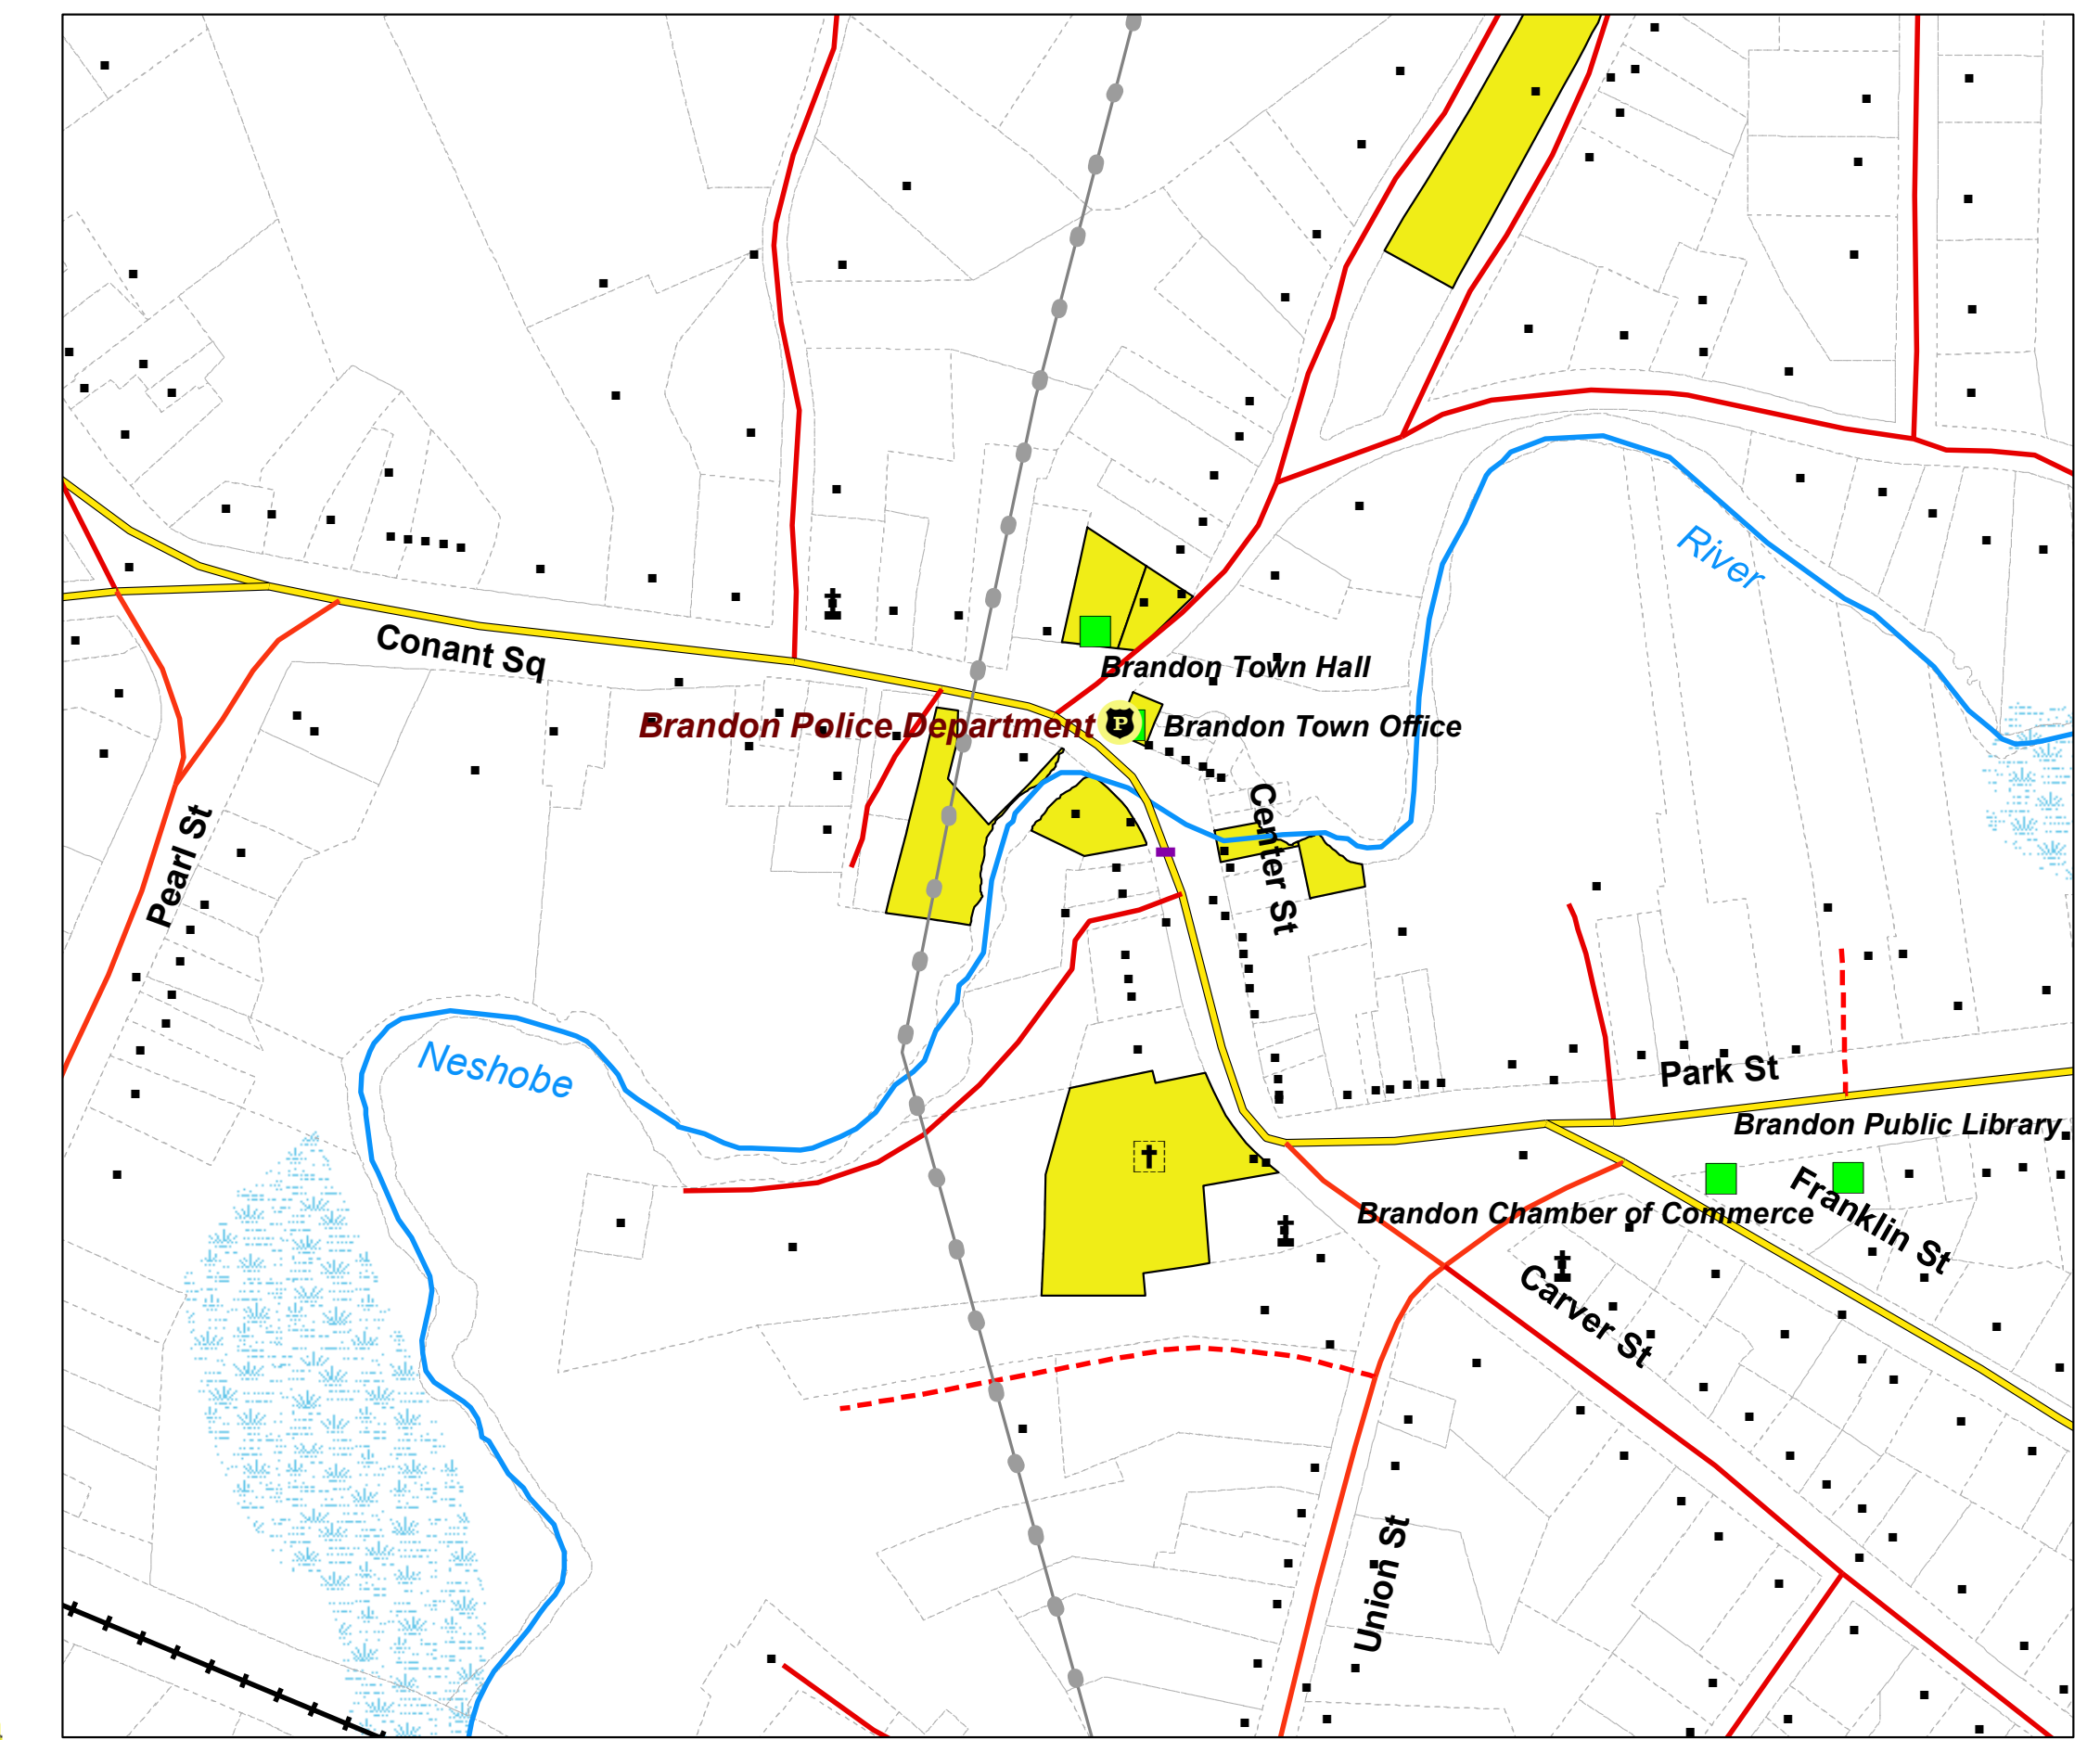 River
Conant Sq
Brandon Town Hall
Brandon Police Department
P
Brandon Town Office
Center St
Pearl St
Neshobe
Park St
Brandon Public Library
Franklin St
Brandon Chamber of Commerce
Carver St
Union St